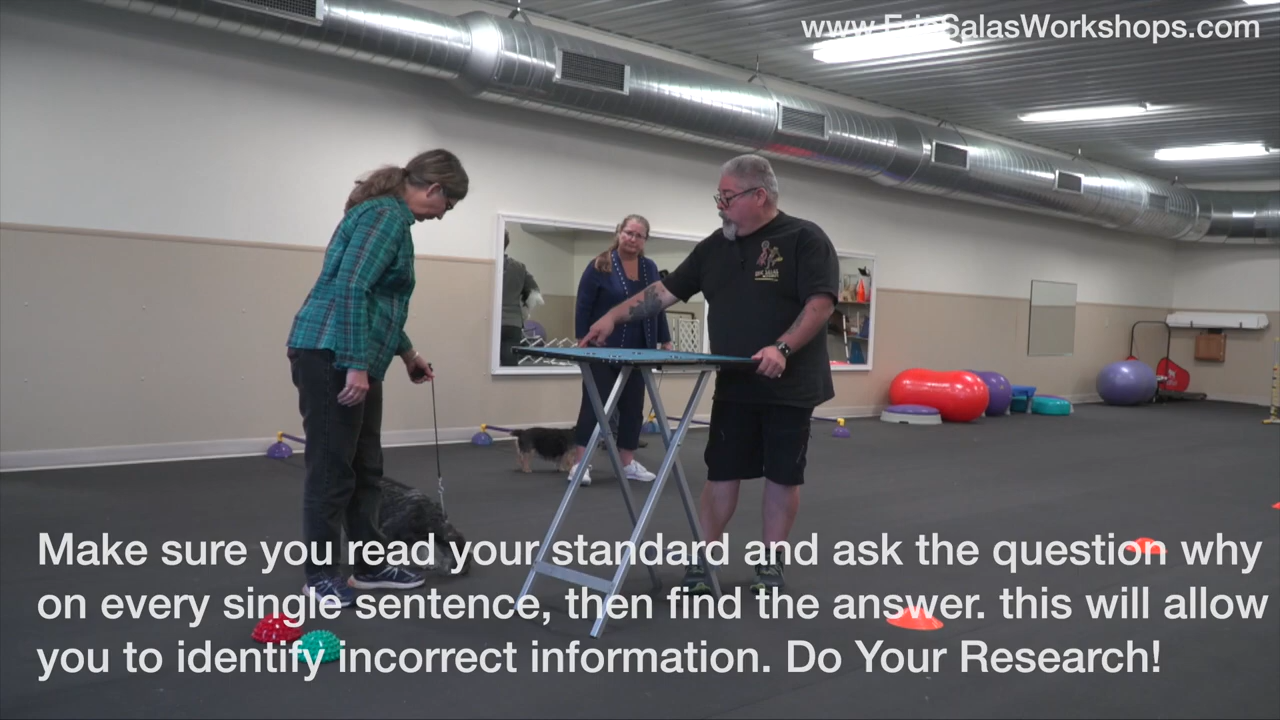 www.EricSalasWorkshops.com
Make sure you read your standard and ask the question why
on every single sentence, then find the answer. this will allow
you to identify incorrect information. Do Your Research!